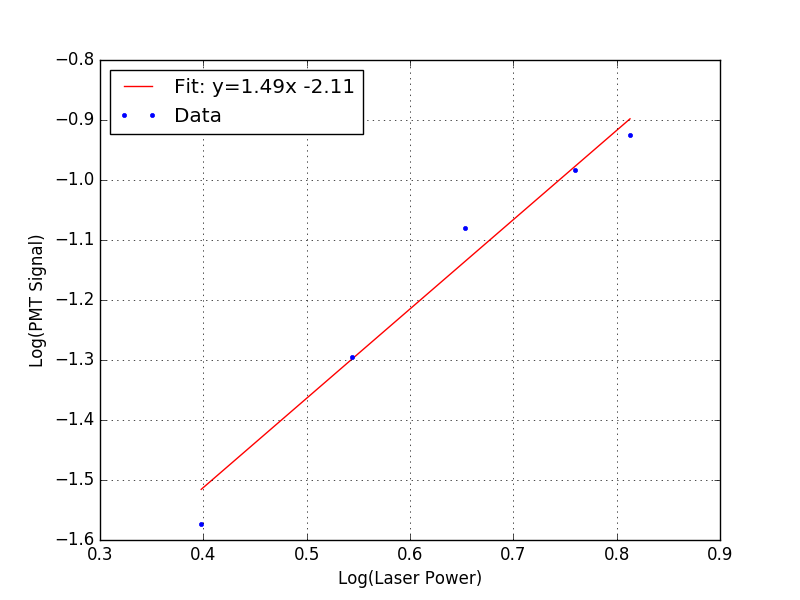 Fit: y=1.49x -2.11
Data
−0.8
−0.9
−1.0
−1.1
−1.2
−1.3
−1.4
−1.5
−1.6
Log(PMT Signal)
0.3 0.4 0.5 0.6 0.7 0.8 0.9
Log(Laser Power)